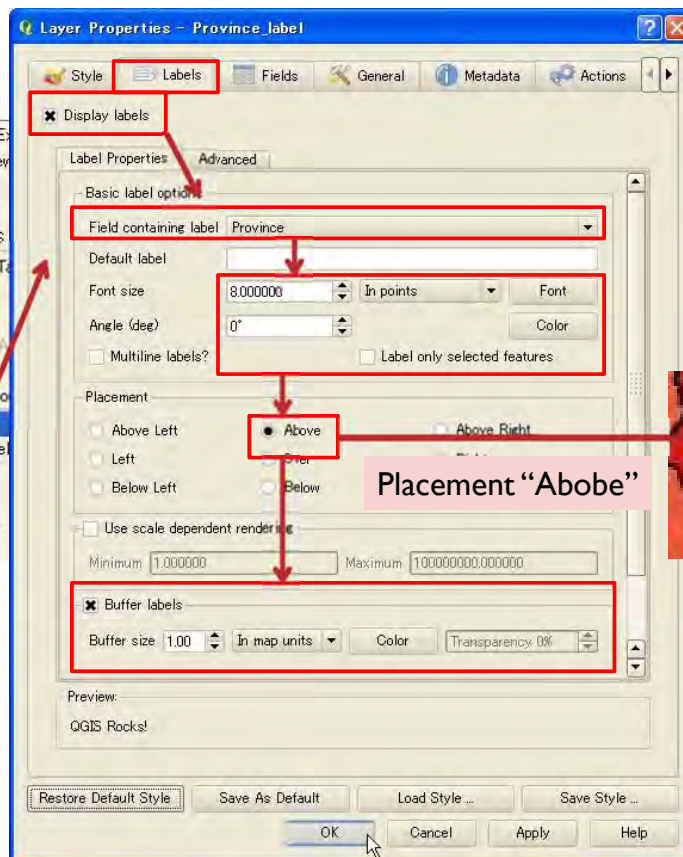 Layer Properties - Province_label
Style Labels Fields General Metadata Actions
Display labels
Label Properties Advanced
Basic label options
Field containing label Province
Default label
Font size 8.000000 In points Font
Angle (deg) 0° Color
Multiline labels? Label only selected features
Placement
Above Left Above Above Right
Left Over
Below Left Below
Placement “Abobe”
Use scale dependent rendering
Minimum 1.000000 Maximum 100000000.000000
Buffer labels
Buffer size 1.00 In map units Color Transparency 0%
Preview:
QGIS Rocks!
Restore Default Style Save As Default Load Style ... Save Style ...
OK Cancel Apply Help